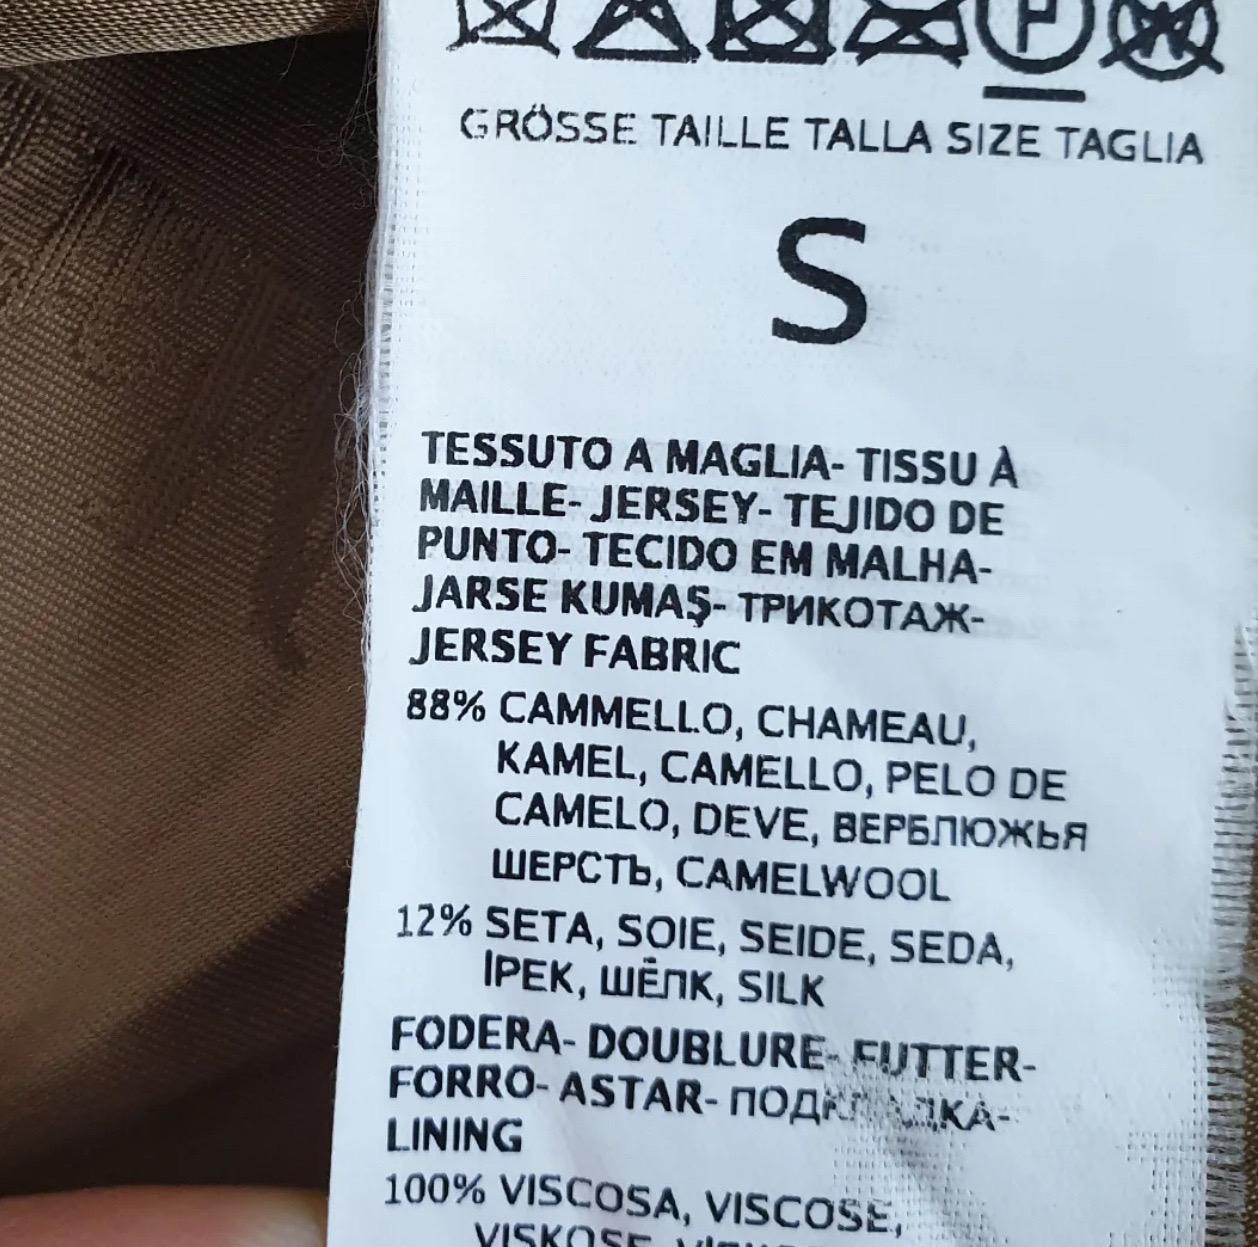 GRÖSSE TAILLE TALLA SIZE TAGLIA
S
TESSUTO A MAGLIA- TISSU À
MAILLE- JERSEY- TEJIDO DE
PUNTO- TECIDO EM MALHA-
JARSE KUMAŞ- ТРИКОТАЖ-
JERSEY FABRIC
88% CAMMELLO, CHAMEAU,
KAMEL, CAMELLO, PELO DE
CAMELO, DEVE, ВЕРБЛЮЖЬЯ
ШЕРСТЬ, CAMELWOOL
12% SETA, SOIE, SEIDE, SEDA,
İPEK, ШЁЛК, SILK
FODERA- DOUBLURE- FUTTER-
FORRO- ASTAR- ПОДКЛАДКА-
LINING
100% VISCOSA, VISCOSE,
VISKOSE